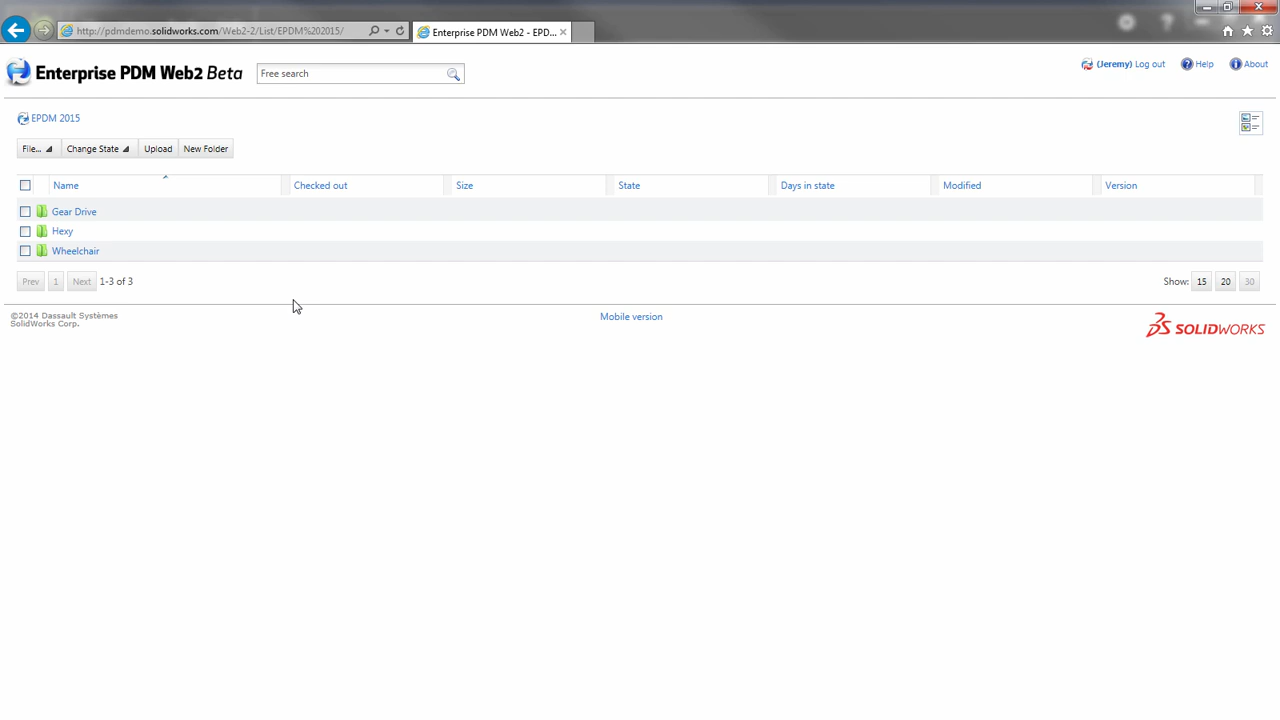 http://pdmdemo.solidworks.com/Web2-2/List/EPDM%202015/
Enterprise PDM Web2 - EPD...
Enterprise PDM Web2 Beta
Free search
(Jeremy) Log out
Help
About
EPDM 2015
File...
Change State
Upload
New Folder
Name
Checked out
Size
State
Days in state
Modified
Version
Gear Drive
Hexy
Wheelchair
Prev
1
Next
1-3 of 3
Show:
15
20
30
©2014 Dassault Systèmes
SolidWorks Corp.
Mobile version
SOLIDWORKS